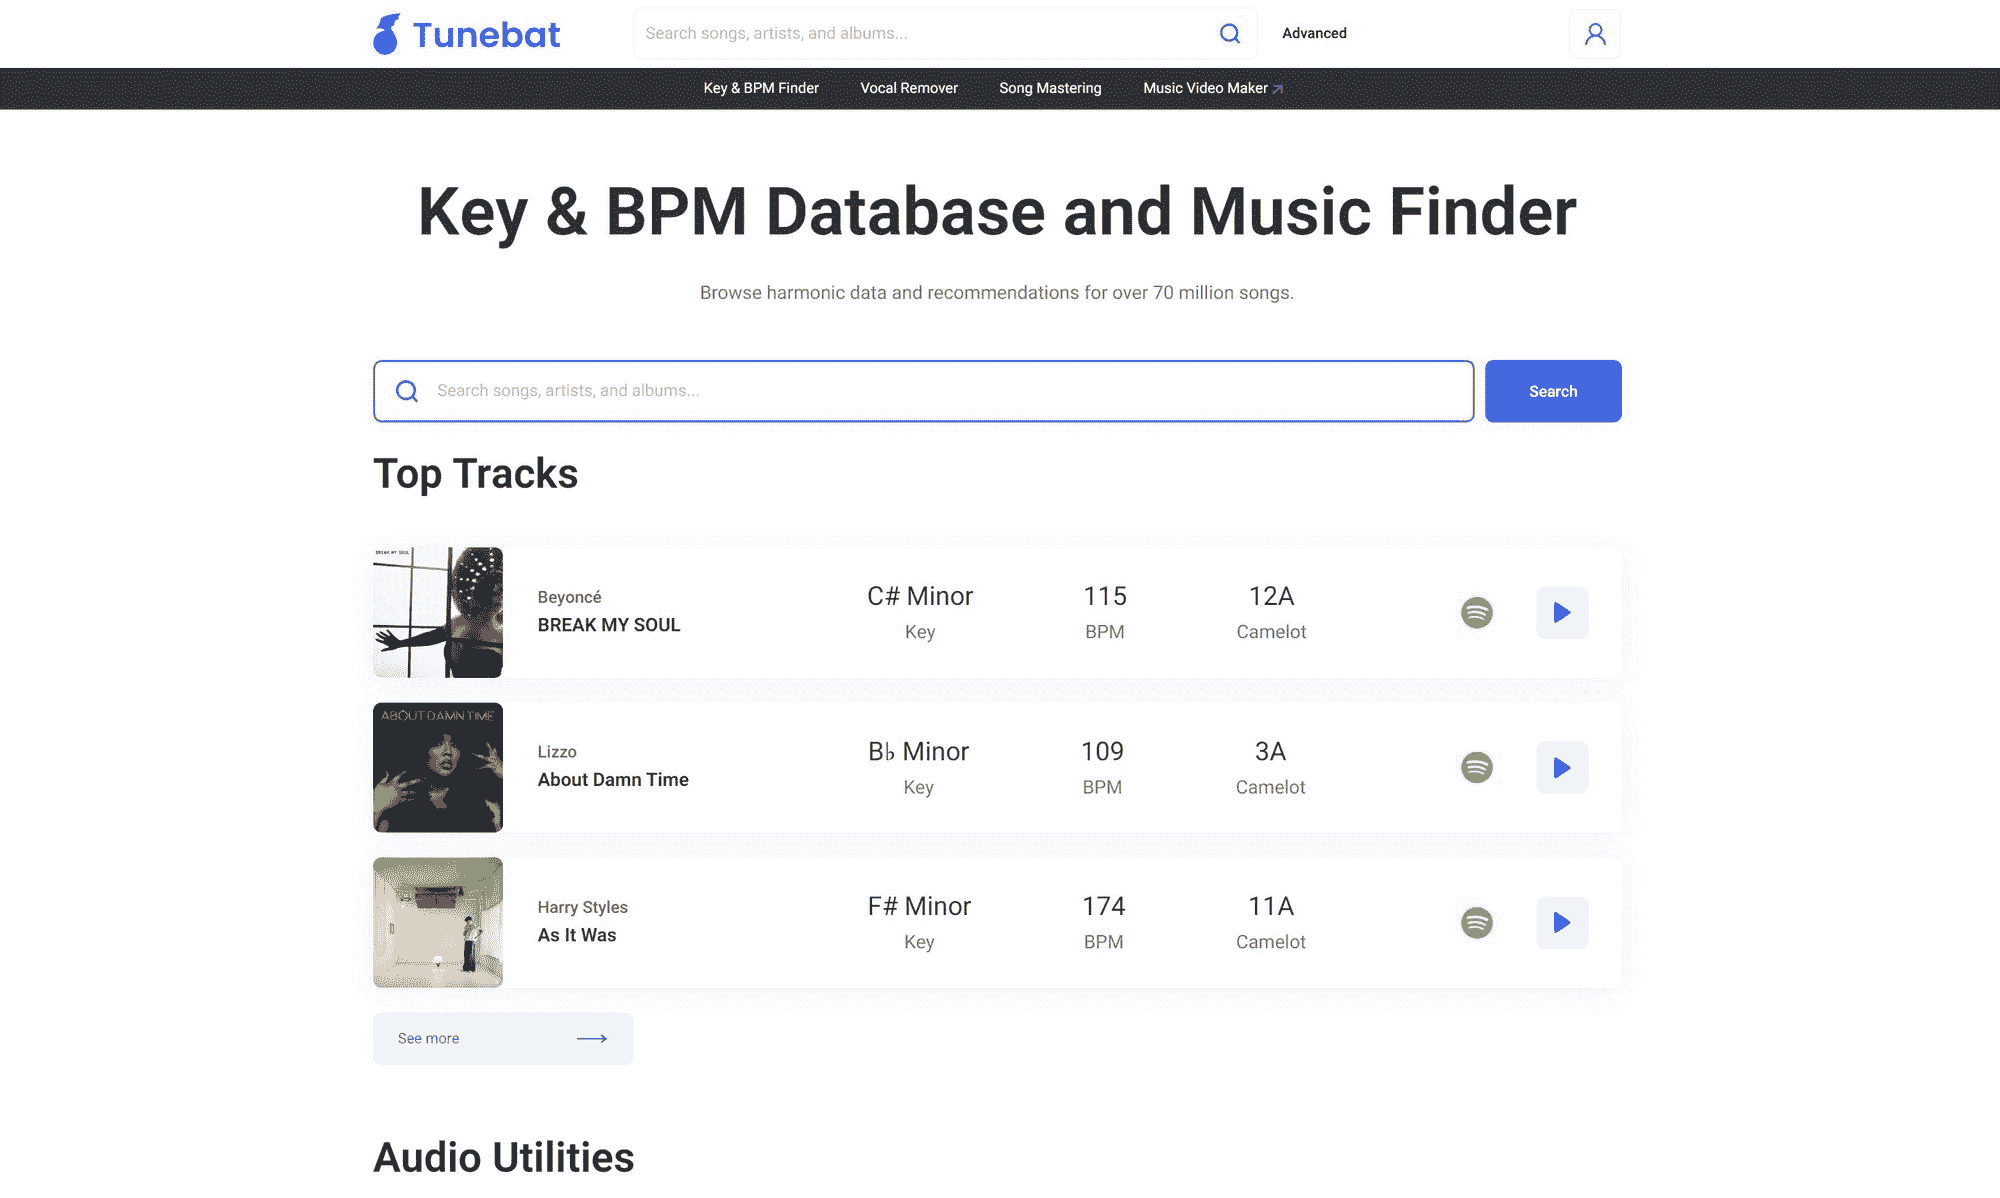 Tunebat
Search songs, artists, and albums...
Advanced
Key & BPM Finder
Vocal Remover
Song Mastering
Music Video Maker
Key & BPM Database and Music Finder
Browse harmonic data and recommendations for over 70 million songs.
Search songs, artists, and albums...
Search
Top Tracks
BREAK MY SOUL
Beyoncé
BREAK MY SOUL
C# Minor
Key
115
BPM
12A
Camelot
ABOUT DAMN TIME
Lizzo
About Damn Time
B♭ Minor
Key
109
BPM
3A
Camelot
Harry Styles
As It Was
F# Minor
Key
174
BPM
11A
Camelot
See more
Audio Utilities